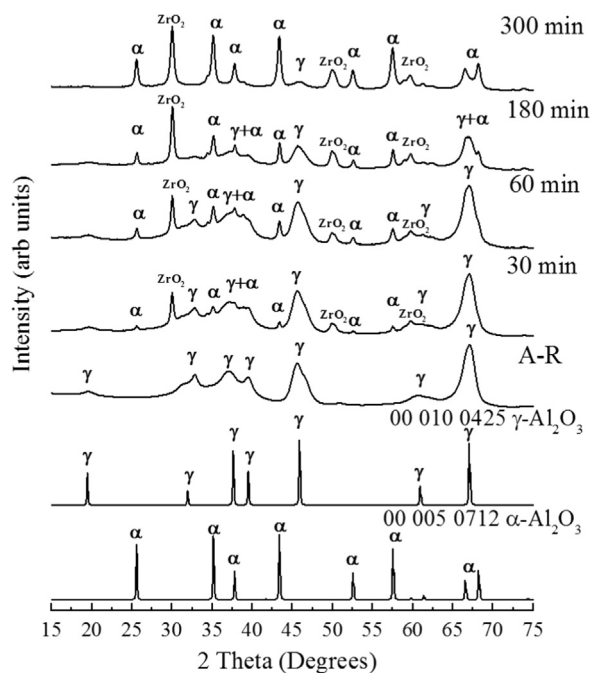 300 min
α ZrO₂ α α α γ ZrO₂ α α ZrO₂ α
180 min
α ZrO₂ α γ+α α γ ZrO₂ α α ZrO₂ γ+α
60 min
α ZrO₂ γ α γ+α α γ ZrO₂ α α ZrO₂ γ γ
30 min
α ZrO₂ γ α γ+α α γ ZrO₂ α α ZrO₂ γ γ
A-R
γ γ γ γ γ γ γ
00 010 0425 γ-Al₂O₃
γ γ γ γ γ γ γ
00 005 0712 α-Al₂O₃
α α α α α α α
15 20 25 30 35 40 45 50 55 60 65 70 75
2 Theta (Degrees)
Intensity (arb units)